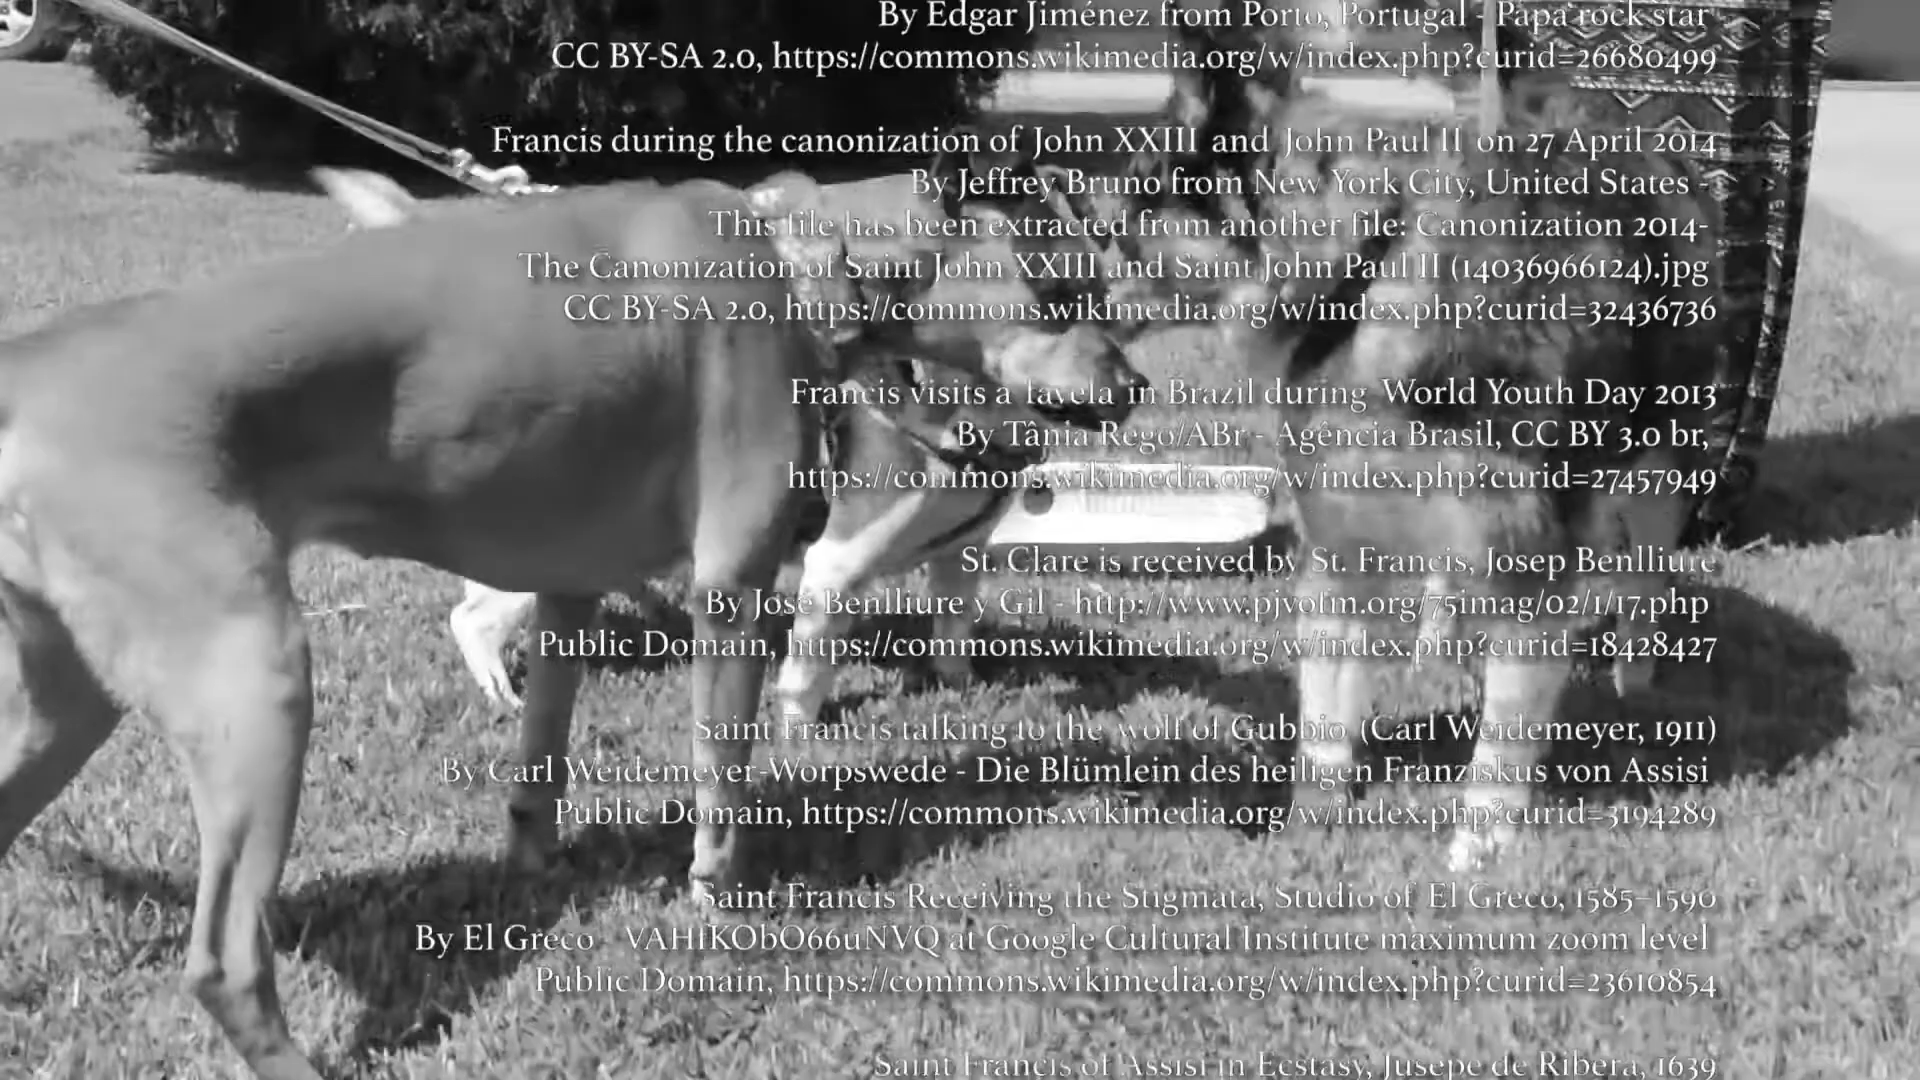 By Edgar Jiménez from Porto, Portugal - Papa rock star
CC BY-SA 2.0, https://commons.wikimedia.org/w/index.php?curid=26680499
Francis during the canonization of John XXIII and John Paul II on 27 April 2014
By Jeffrey Bruno from New York City, United States -
This file has been extracted from another file: Canonization 2014-
The Canonization of Saint John XXIII and Saint John Paul II (14036966124).jpg
CC BY-SA 2.0, https://commons.wikimedia.org/w/index.php?curid=32436736
Francis visits a favela in Brazil during World Youth Day 2013
By Tânia Rego/ABr - Agência Brasil, CC BY 3.0 br,
https://commons.wikimedia.org/w/index.php?curid=27457949
St. Clare is received by St. Francis, Josep Benlliure
By José Benlliure y Gil - http://www.pjvofm.org/75imag/02/1/17.php
Public Domain, https://commons.wikimedia.org/w/index.php?curid=18428427
Saint Francis talking to the wolf of Gubbio (Carl Weidemeyer, 1911)
By Carl Weidemeyer-Worpswede - Die Blümlein des heiligen Franziskus von Assisi
Public Domain, https://commons.wikimedia.org/w/index.php?curid=3194289
Saint Francis Receiving the Stigmata, Studio of El Greco, 1585–1590
By El Greco - VAHfKObO66uNVQ at Google Cultural Institute maximum zoom level
Public Domain, https://commons.wikimedia.org/w/index.php?curid=23610854
Saint Francis of Assisi in Ecstasy, Jusepe de Ribera, 1639